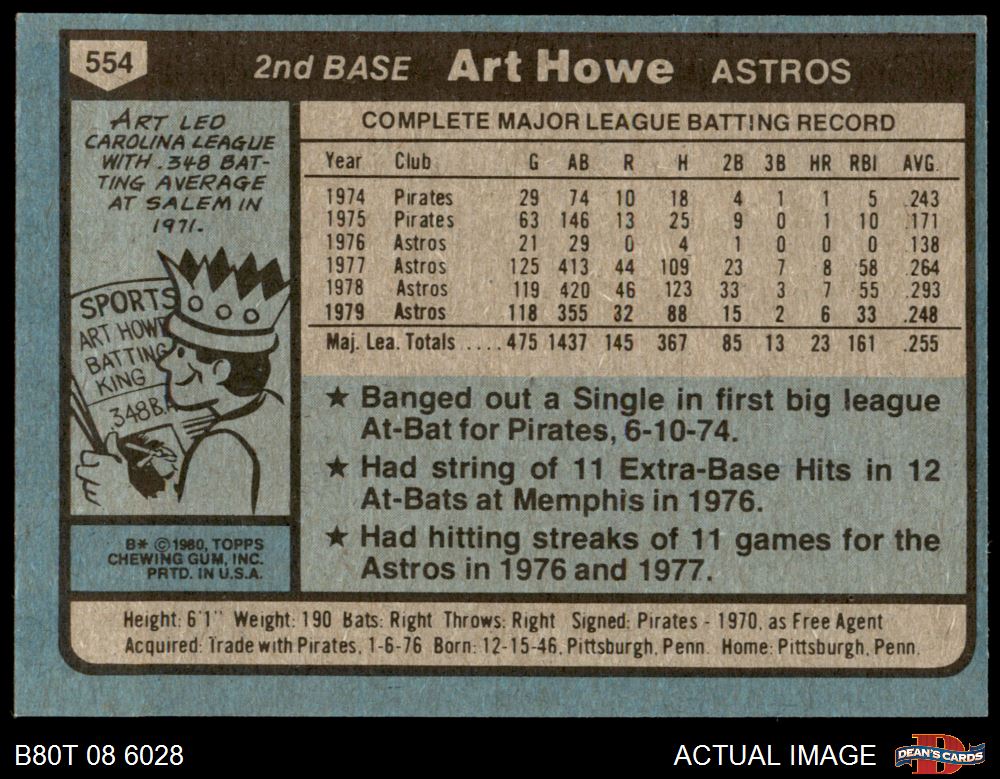 554
2nd BASE Art Howe ASTROS
ART LED
CAROLINA LEAGUE
WITH .348 BAT-
TING AVERAGE
AT SALEM IN
1971.
SPORTS
ART HOWE
BATTING
KING
.348 B.A.
B* ©1980, TOPPS
CHEWING GUM, INC.
PRTD. IN U.S.A.
COMPLETE MAJOR LEAGUE BATTING RECORD
Year Club G AB R H 2B 3B HR RBI AVG.
1974 Pirates 29 74 10 18 4 1 1 5 .243
1975 Pirates 63 146 13 25 9 0 1 10 .171
1976 Astros 21 29 0 4 1 0 0 0 .138
1977 Astros 125 413 44 109 23 7 8 58 .264
1978 Astros 119 420 46 123 33 3 7 55 .293
1979 Astros 118 355 32 88 15 2 6 33 .248
Maj. Lea. Totals .... 475 1437 145 367 85 13 23 161 .255
★ Banged out a Single in first big league
At-Bat for Pirates, 6-10-74.
★ Had string of 11 Extra-Base Hits in 12
At-Bats at Memphis in 1976.
★ Had hitting streaks of 11 games for the
Astros in 1976 and 1977.
Height: 6'1" Weight: 190 Bats: Right Throws: Right Signed: Pirates - 1970, as Free Agent
Acquired: Trade with Pirates, 1-6-76 Born: 12-15-46, Pittsburgh, Penn. Home: Pittsburgh, Penn.
B80T 08 6028
ACTUAL IMAGE
DEAN'S CARDS